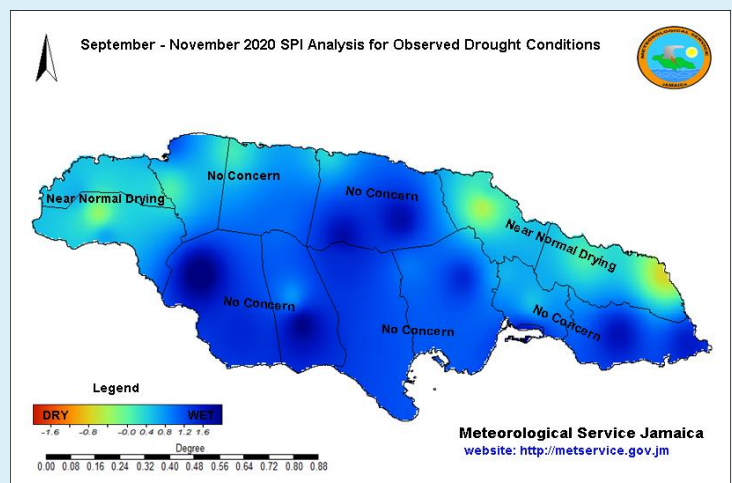 September - November 2020 SPI Analysis for Observed Drought Conditions
METEOROLOGICAL SERVICE
JAMAICA
No Concern
No Concern
Near Normal Drying
Near Normal Drying
No Concern
No Concern
No Concern
Legend
DRY WET
-1.6 -0.8 -0.0 0.4 0.8 1.2 1.6
Degree
0.00 0.08 0.16 0.24 0.32 0.40 0.48 0.56 0.64 0.72 0.80 0.88
Meteorological Service Jamaica
website: http://metservice.gov.jm